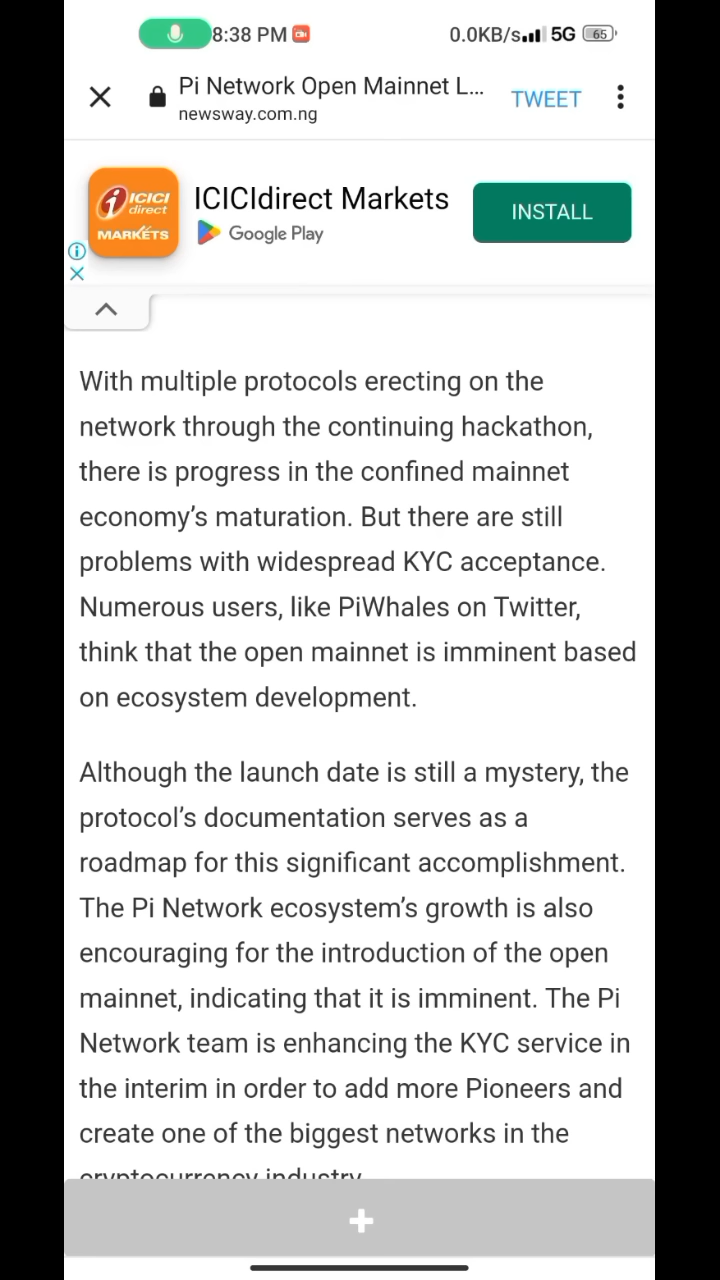 8:38 PM
0.0KB/s 5G 65
Pi Network Open Mainnet L...
newsway.com.ng
TWEET
ICICI
direct
MARKETS
ICICIdirect Markets
Google Play
INSTALL
With multiple protocols erecting on the
network through the continuing hackathon,
there is progress in the confined mainnet
economy’s maturation. But there are still
problems with widespread KYC acceptance.
Numerous users, like PiWhales on Twitter,
think that the open mainnet is imminent based
on ecosystem development.
Although the launch date is still a mystery, the
protocol’s documentation serves as a
roadmap for this significant accomplishment.
The Pi Network ecosystem’s growth is also
encouraging for the introduction of the open
mainnet, indicating that it is imminent. The Pi
Network team is enhancing the KYC service in
the interim in order to add more Pioneers and
create one of the biggest networks in the
cryptocurrency industry.